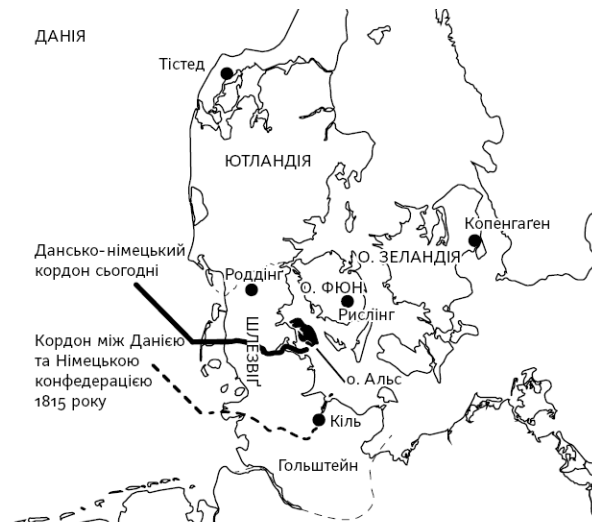 ДАНІЯ
Тістед
ЮТЛАНДІЯ
Копенгаґен
О. ЗЕЛАНДІЯ
Дансько-німецький
кордон сьогодні
Роддінг
О. ФЮН
Рислінг
ШЛЕЗВІГ
Кордон між Данією
та Німецькою
конфедерацією
1815 року
о. Альс
Кіль
Гольштейн